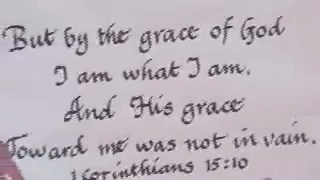 But by the grace of God
I am what I am.
And His grace
Toward me was not in vain.
1 Corinthians 15:10